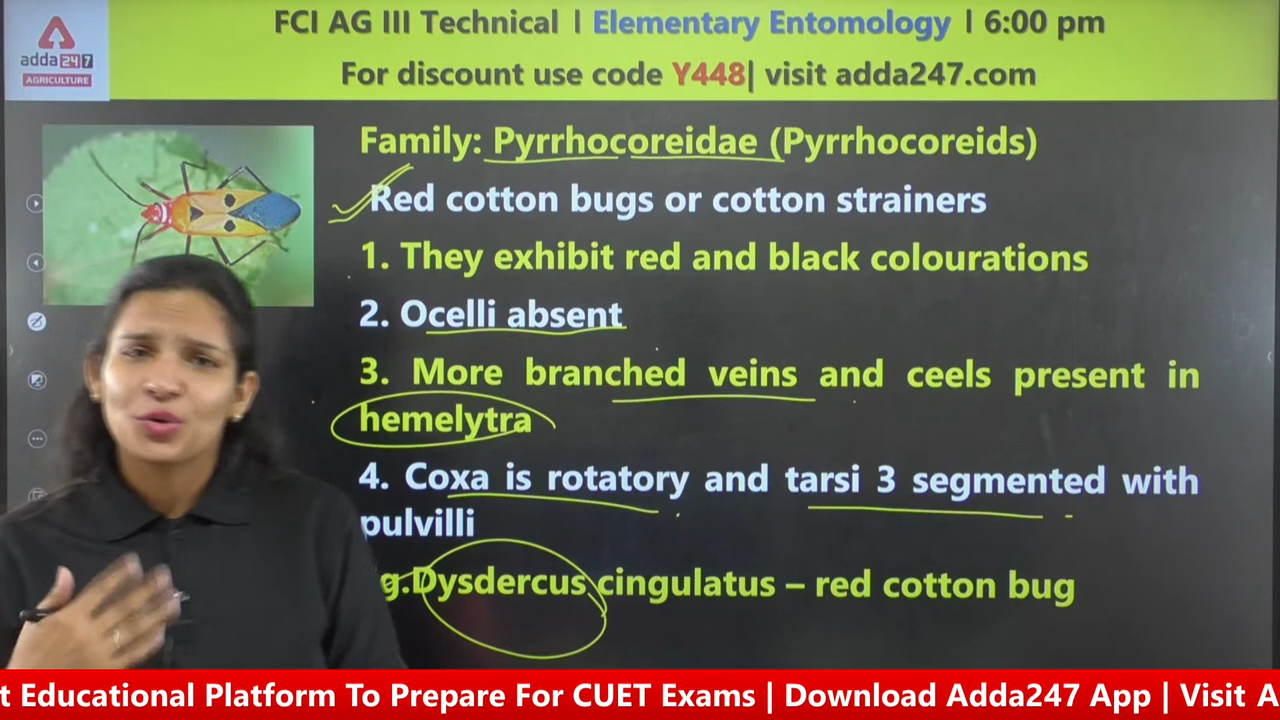 FCI AG III Technical I Elementary Entomology I 6:00 pm
For discount use code Y448| visit adda247.com
adda 247
AGRICULTURE
Family: Pyrrhocoreidae (Pyrrhocoreids)
Red cotton bugs or cotton strainers
1. They exhibit red and black colourations
2. Ocelli absent
3. More branched veins and ceels present in
hemelytra
4. Coxa is rotatory and tarsi 3 segmented with
pulvilli
g.Dysdercus cingulatus – red cotton bug
t Educational Platform To Prepare For CUET Exams | Download Adda247 App | Visit A